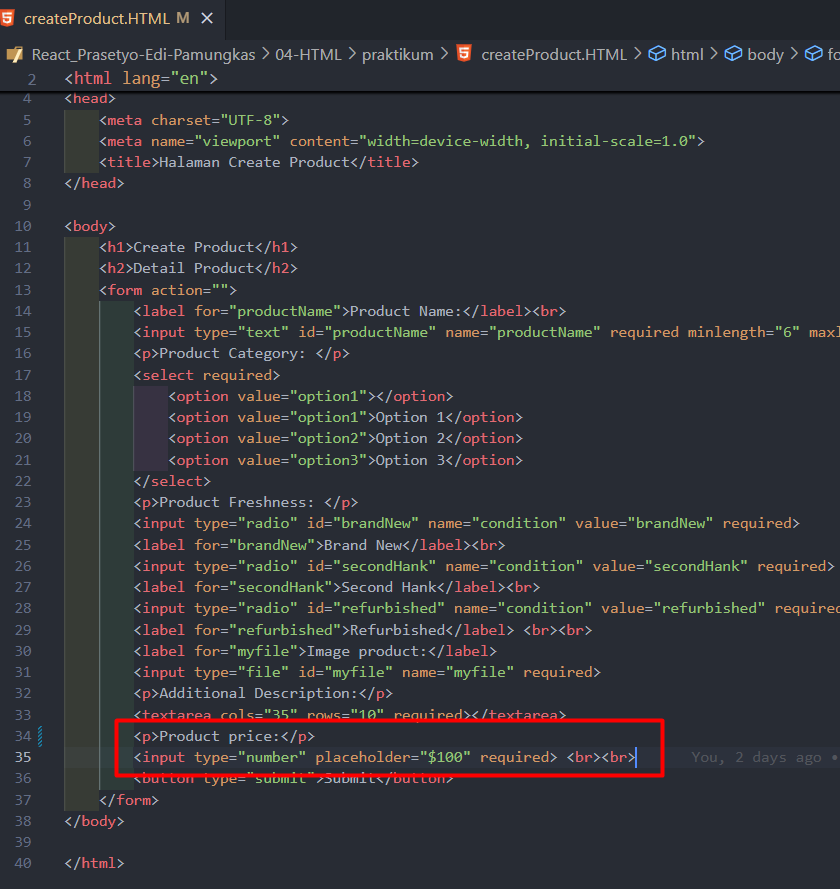 createProduct.HTML M
React_Prasetyo-Edi-Pamungkas > 04-HTML > praktikum > createProduct.HTML > html > body > fo
2 <html lang="en">
4 <head>
5 <meta charset="UTF-8">
6 <meta name="viewport" content="width=device-width, initial-scale=1.0">
7 <title>Halaman Create Product</title>
8 </head>
9
10 <body>
11 <h1>Create Product</h1>
12 <h2>Detail Product</h2>
13 <form action="">
14 <label for="productName">Product Name:</label><br>
15 <input type="text" id="productName" name="productName" required minlength="6" maxl
16 <p>Product Category: </p>
17 <select required>
18 <option value="option1"></option>
19 <option value="option1">Option 1</option>
20 <option value="option2">Option 2</option>
21 <option value="option3">Option 3</option>
22 </select>
23 <p>Product Freshness: </p>
24 <input type="radio" id="brandNew" name="condition" value="brandNew" required>
25 <label for="brandNew">Brand New</label><br>
26 <input type="radio" id="secondHank" name="condition" value="secondHank" required>
27 <label for="secondHank">Second Hank</label><br>
28 <input type="radio" id="refurbished" name="condition" value="refurbished" required
29 <label for="refurbished">Refurbished</label> <br><br>
30 <label for="myfile">Image product:</label>
31 <input type="file" id="myfile" name="myfile" required>
32 <p>Additional Description:</p>
33 <textarea cols="35" rows="10" required></textarea>
34 <p>Product price:</p>
35 <input type="number" placeholder="$100" required> <br><br> You, 2 days ago •
36 <button type="submit">Submit</button>
37 </form>
38 </body>
39
40 </html>